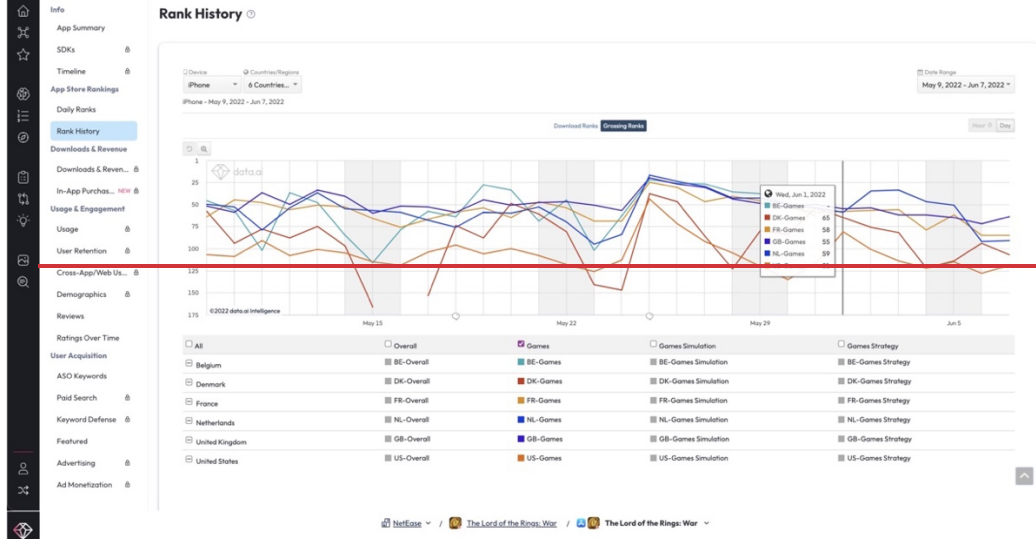 Info
App Summary
SDKs
Timeline
App Store Rankings
Daily Ranks
Rank History
Downloads & Revenue
Downloads & Reven...
In-App Purchas... NEW
Usage & Engagement
Usage
User Retention
Cross-App/Web Us...
Demographics
Reviews
Ratings Over Time
User Acquisition
ASO Keywords
Paid Search
Keyword Defense
Featured
Advertising
Ad Monetization
Rank History
Device Countries/Regions Date Range
iPhone 6 Countries... May 9, 2022 - Jun 7, 2022
iPhone - May 9, 2022 - Jun 7, 2022
Download Ranks Grossing Ranks Hour Day
1
data.ai
25
50
75
100
125
150
175
©2022 data.ai Intelligence
Wed, Jun 1, 2022
BE-Games
DK-Games 65
FR-Games 58
GB-Games 55
NL-Games 59
May 15 May 22 May 29 Jun 5
All Overall Games Games Simulation Games Strategy
Belgium BE-Overall BE-Games BE-Games Simulation BE-Games Strategy
Denmark DK-Overall DK-Games DK-Games Simulation DK-Games Strategy
France FR-Overall FR-Games FR-Games Simulation FR-Games Strategy
Netherlands NL-Overall NL-Games NL-Games Simulation NL-Games Strategy
United Kingdom GB-Overall GB-Games GB-Games Simulation GB-Games Strategy
United States US-Overall US-Games US-Games Simulation US-Games Strategy
NetEase / The Lord of the Rings: War / The Lord of the Rings: War